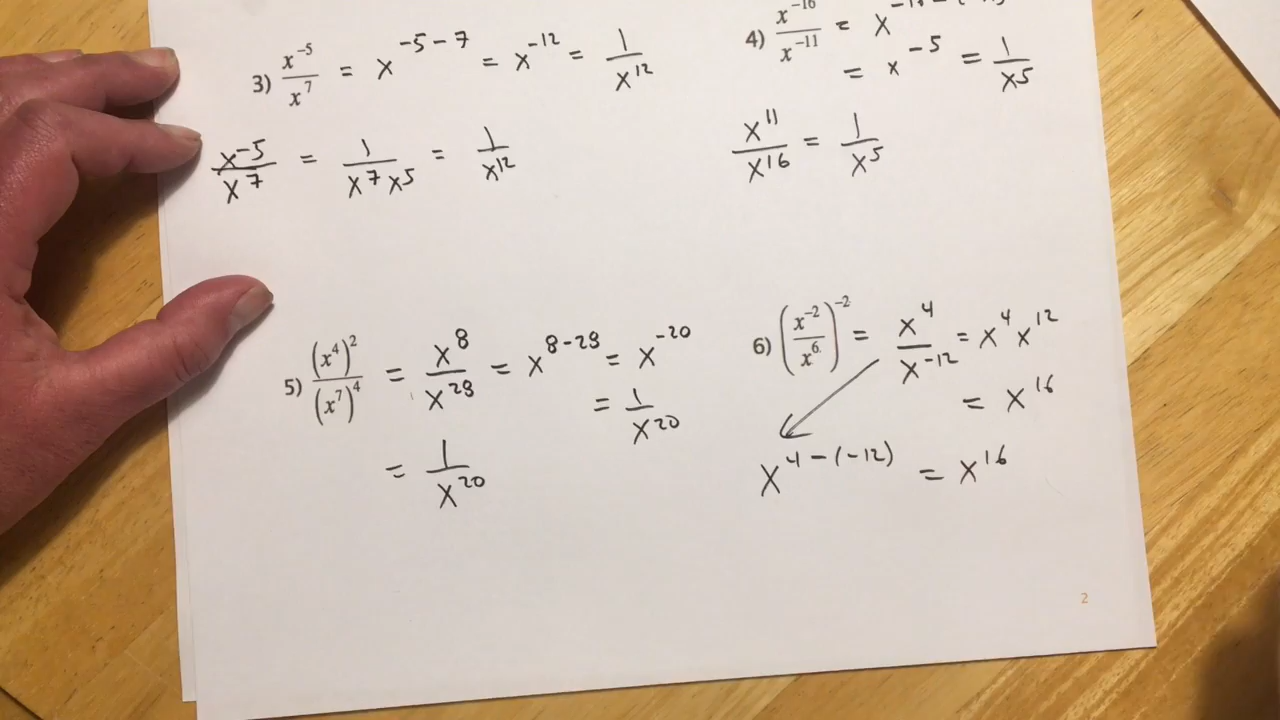 3) x^-5/x^7 = x^-5-7 = x^-12 = 1/x^12
x^-5/x^7 = 1/x^7x^5 = 1/x^12
4) x^-16/x^-11 = x
= x^-5 = 1/x^5
x^11/x^16 = 1/x^5
5) (x^4)^2/(x^7)^4 = x^8/x^28 = x^8-28 = x^-20
= 1/x^20
= 1/x^20
6) (x^-2/x^6)^-2 = x^4/x^-12 = x^4x^12
= x^16
x^4-(-12) = x^16
2